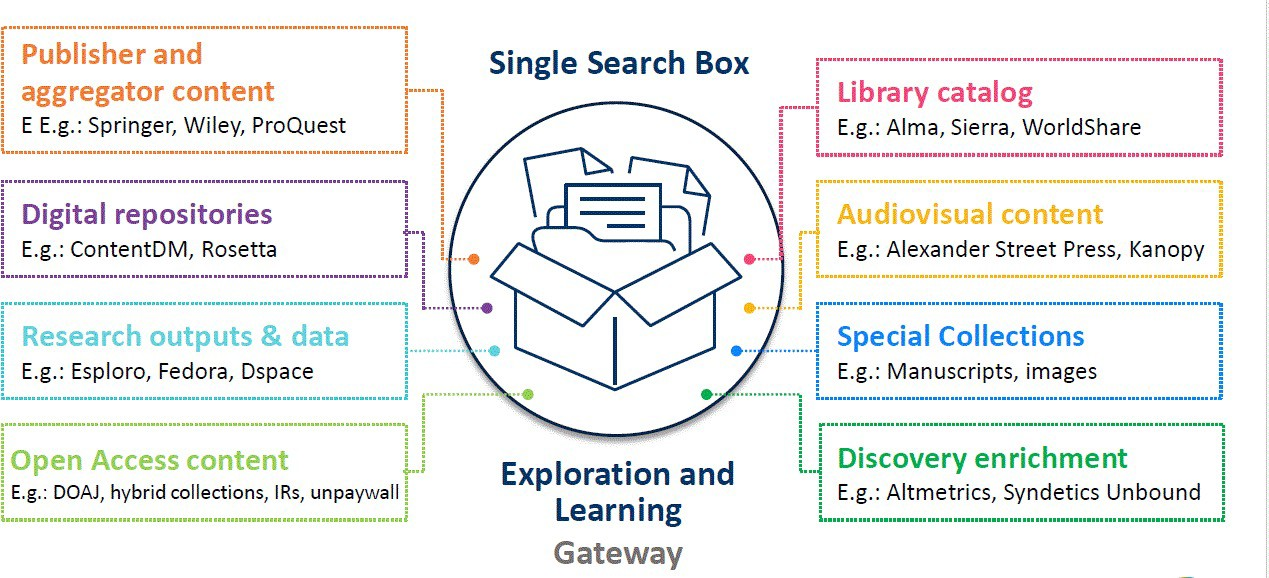 Publisher and
aggregator content
E E.g.: Springer, Wiley, ProQuest
Digital repositories
E.g.: ContentDM, Rosetta
Research outputs & data
E.g.: Esploro, Fedora, Dspace
Open Access content
E.g.: DOAJ, hybrid collections, IRs, unpaywall
Single Search Box
Exploration and
Learning
Gateway
Library catalog
E.g.: Alma, Sierra, WorldShare
Audiovisual content
E.g.: Alexander Street Press, Kanopy
Special Collections
E.g.: Manuscripts, images
Discovery enrichment
E.g.: Altmetrics, Syndetics Unbound